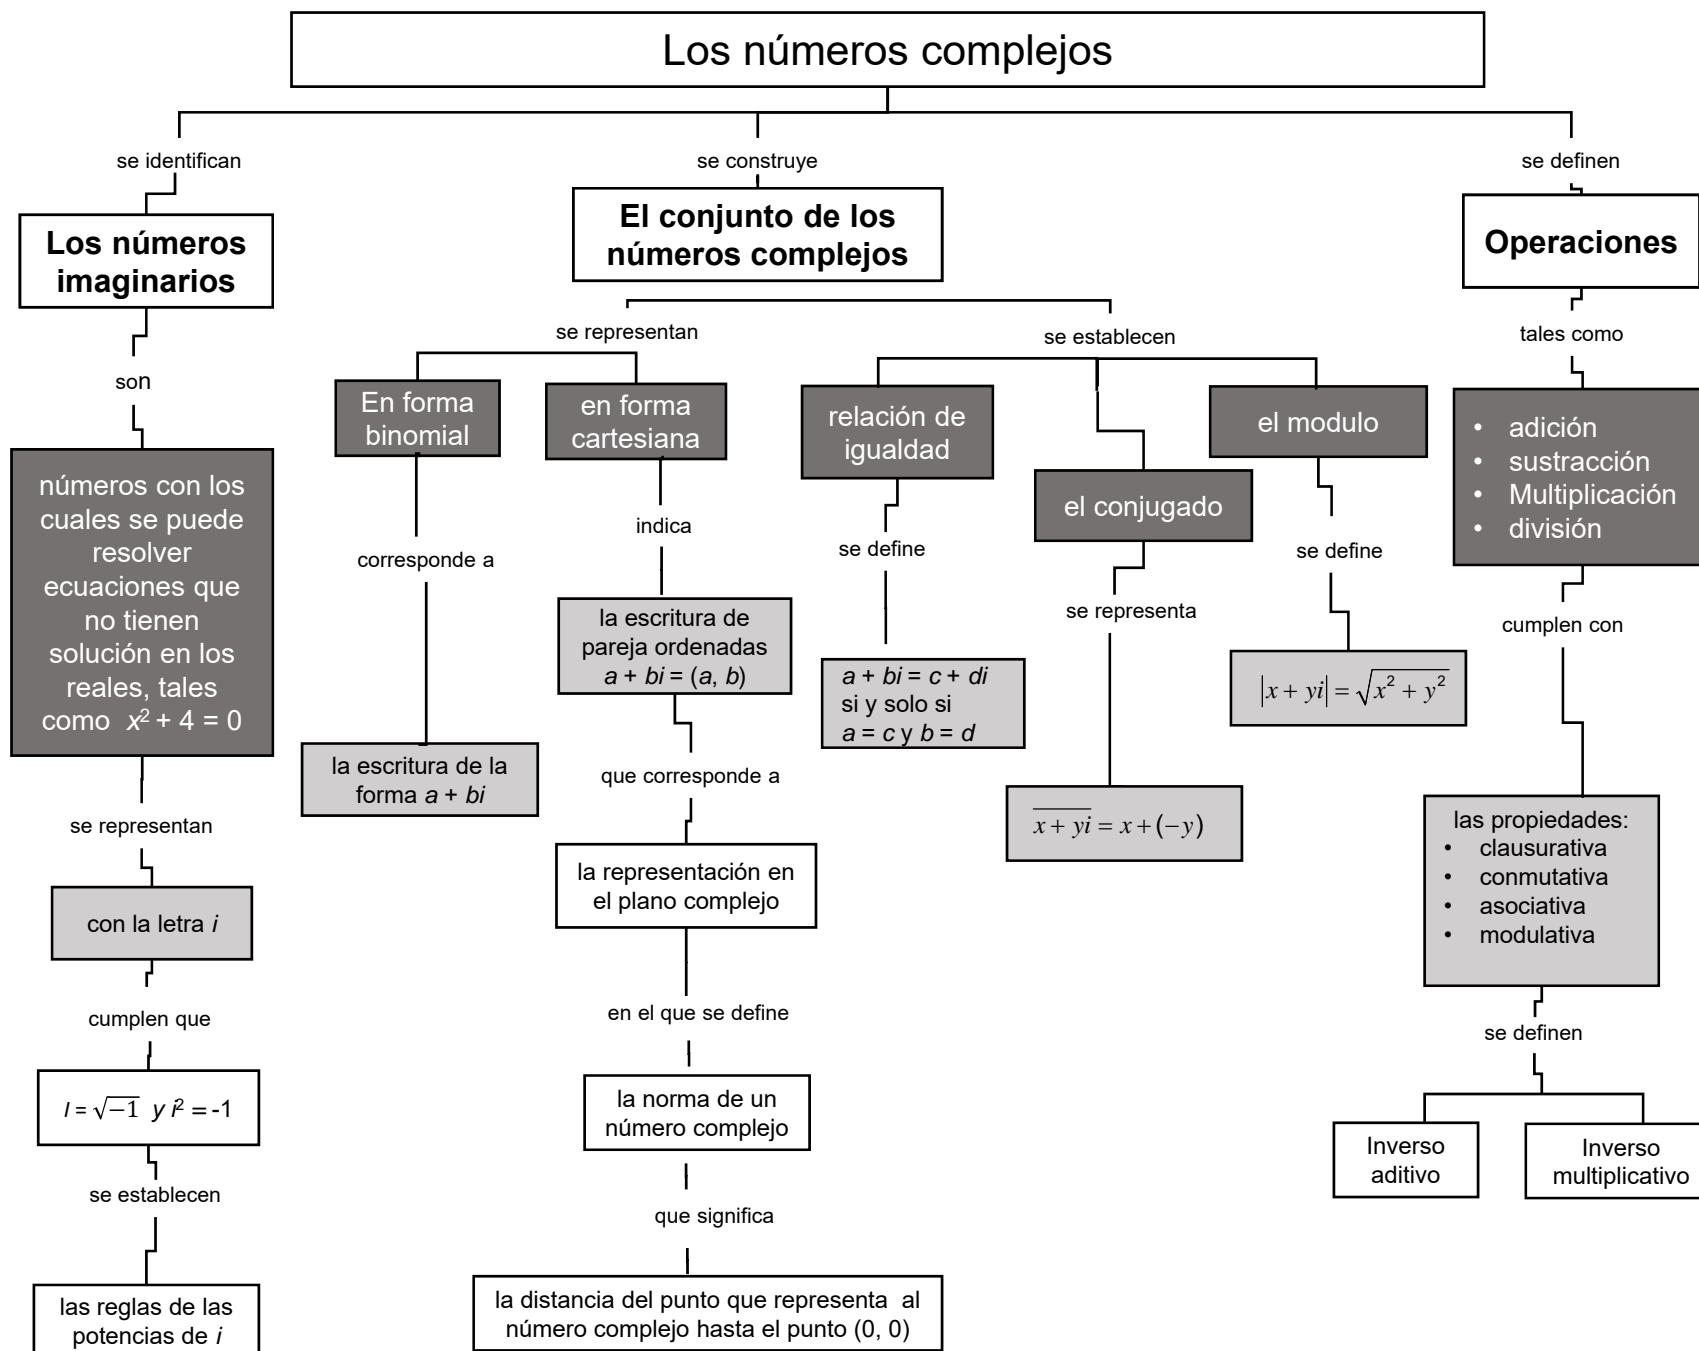 Los números complejos
se identifican
Los números
imaginarios
son
números con los
cuales se puede
resolver
ecuaciones que
no tienen
solución en los
reales, tales
como x² + 4 = 0
se representan
con la letra i
cumplen que
I = √−1 y i² = -1
se establecen
las reglas de las
potencias de i
se construye
El conjunto de los
números complejos
se representan
En forma
binomial
corresponde a
la escritura de la
forma a + bi
en forma
cartesiana
indica
la escritura de
pareja ordenadas
a + bi = (a, b)
que corresponde a
la representación en
el plano complejo
en el que se define
la norma de un
número complejo
que significa
la distancia del punto que representa al
número complejo hasta el punto (0, 0)
se establecen
relación de
igualdad
se define
a + bi = c + di
si y solo si
a = c y b = d
el conjugado
se representa
x + yi‾ = x + (−y)
el modulo
se define
|x + yi| = √x² + y²
se definen
Operaciones
tales como
• adición
• sustracción
• Multiplicación
• división
cumplen con
las propiedades:
• clausurativa
• conmutativa
• asociativa
• modulativa
se definen
Inverso
aditivo
Inverso
multiplicativo